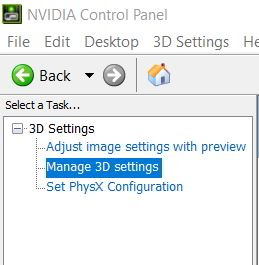 NVIDIA Control Panel
File Edit Desktop 3D Settings
Back
Select a Task...
3D Settings
Adjust image settings with preview
Manage 3D settings
Set PhysX Configuration